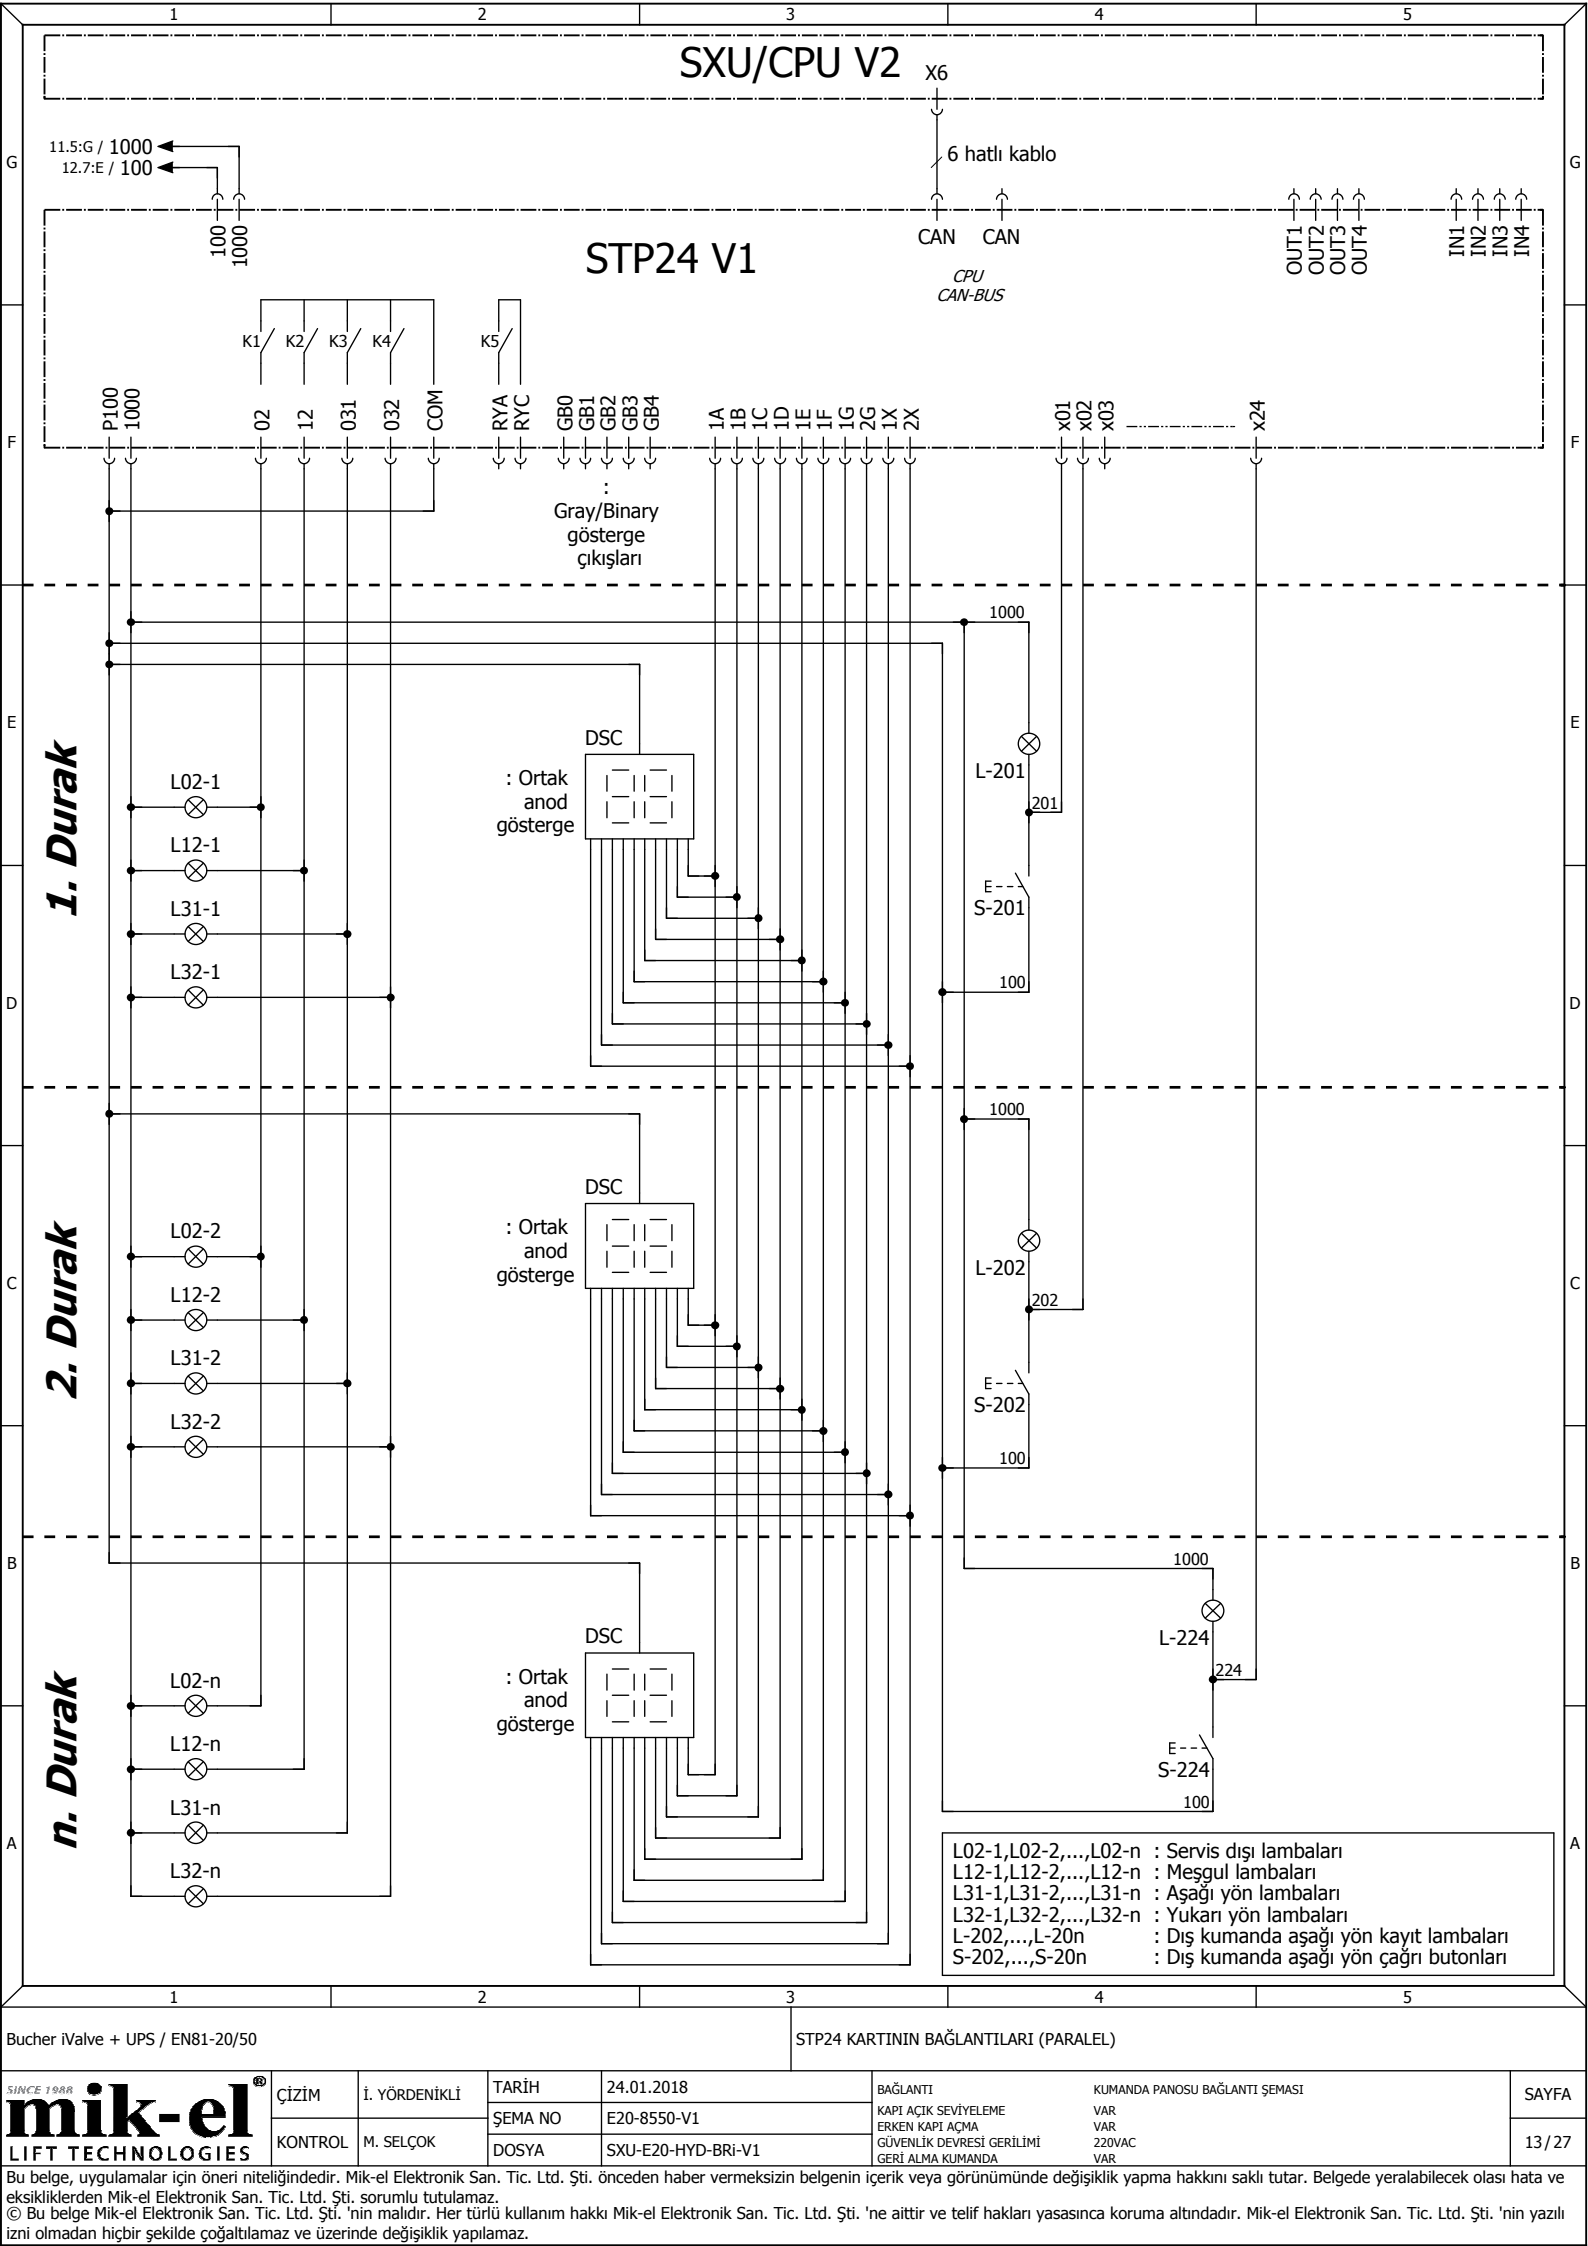 1 2 3 4 5
SXU/CPU V2
X6
G
11.5:G / 1000
12.7:E / 100
6 hatlı kablo
G
100
1000
STP24 V1
CAN
CAN
CPU
CAN-BUS
OUT1
OUT2
OUT3
OUT4
IN1
IN2
IN3
IN4
K1
K2
K3
K4
K5
F
P100
1000
02
12
031
032
COM
RYA
RYC
GB0
GB1
GB2
GB3
GB4
1A
1B
1C
1D
1E
1F
1G
2G
1X
2X
x01
x02
x03
x24
F
:
Gray/Binary
gösterge
çıkışları
1. Durak
E
1000
DSC
: Ortak
anod
gösterge
L02-1
L12-1
L31-1
L32-1
L-201
201
E
S-201
100
E
D
D
2. Durak
1000
DSC
: Ortak
anod
gösterge
L02-2
L12-2
L31-2
L32-2
L-202
202
E
S-202
100
C
C
B
B
n. Durak
1000
DSC
: Ortak
anod
gösterge
L02-n
L12-n
L31-n
L32-n
L-224
224
E
S-224
100
A
A
L02-1,L02-2,...,L02-n : Servis dışı lambaları
L12-1,L12-2,...,L12-n : Meşgul lambaları
L31-1,L31-2,...,L31-n : Aşağı yön lambaları
L32-1,L32-2,...,L32-n : Yukarı yön lambaları
L-202,...,L-20n : Dış kumanda aşağı yön kayıt lambaları
S-202,...,S-20n : Dış kumanda aşağı yön çağrı butonları
1 2 3 4 5
Bucher iValve + UPS / EN81-20/50
STP24 KARTININ BAĞLANTILARI (PARALEL)
SINCE 1988
mik-el®
LIFT TECHNOLOGIES
ÇİZİM İ. YÖRDENİKLİ
KONTROL M. SELÇOK
TARİH 24.01.2018
ŞEMA NO E20-8550-V1
DOSYA SXU-E20-HYD-BRi-V1
BAĞLANTI KUMANDA PANOSU BAĞLANTI ŞEMASI
KAPI AÇIK SEVİYELEME VAR
ERKEN KAPI AÇMA VAR
GÜVENLİK DEVRESİ GERİLİMİ 220VAC
GERİ ALMA KUMANDA VAR
SAYFA
13/27
Bu belge, uygulamalar için öneri niteliğindedir. Mik-el Elektronik San. Tic. Ltd. Şti. önceden haber vermeksizin belgenin içerik veya görünümünde değişiklik yapma hakkını saklı tutar. Belgede yeralabilecek olası hata ve
eksikliklerden Mik-el Elektronik San. Tic. Ltd. Şti. sorumlu tutulamaz.
© Bu belge Mik-el Elektronik San. Tic. Ltd. Şti. 'nin malıdır. Her türlü kullanım hakkı Mik-el Elektronik San. Tic. Ltd. Şti. 'ne aittir ve telif hakları yasasınca koruma altındadır. Mik-el Elektronik San. Tic. Ltd. Şti. 'nin yazılı
izni olmadan hiçbir şekilde çoğaltılamaz ve üzerinde değişiklik yapılamaz.